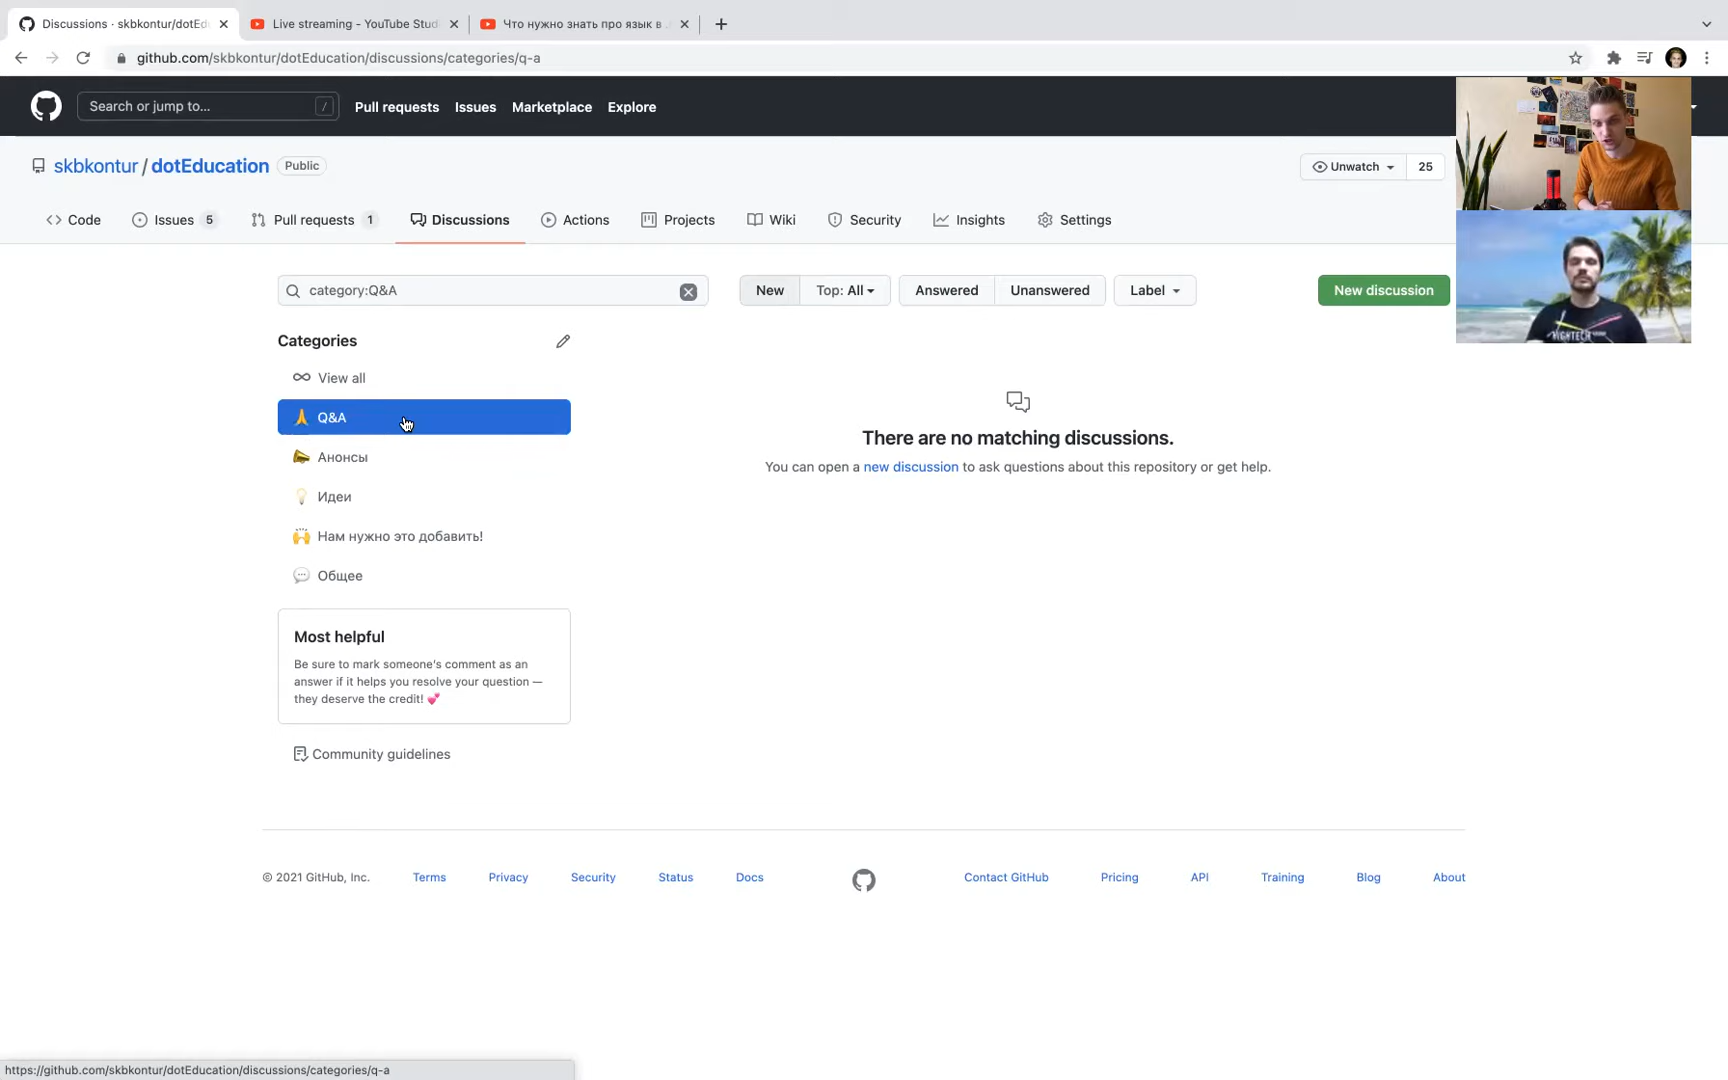 Discussions · skbkontur/dotEd
Live streaming - YouTube Stud
Что нужно знать про язык в .
github.com/skbkontur/dotEducation/discussions/categories/q-a
Search or jump to... /
Pull requests Issues Marketplace Explore
skbkontur / dotEducation Public
Unwatch 25
Code Issues 5 Pull requests 1 Discussions Actions Projects Wiki Security Insights Settings
category:Q&A
New Top: All Answered Unanswered Label New discussion
Categories
View all
Q&A
Анонсы
Идеи
Нам нужно это добавить!
Общее
There are no matching discussions.
You can open a new discussion to ask questions about this repository or get help.
Most helpful
Be sure to mark someone's comment as an
answer if it helps you resolve your question —
they deserve the credit!
Community guidelines
© 2021 GitHub, Inc. Terms Privacy Security Status Docs Contact GitHub Pricing API Training Blog About
https://github.com/skbkontur/dotEducation/discussions/categories/q-a